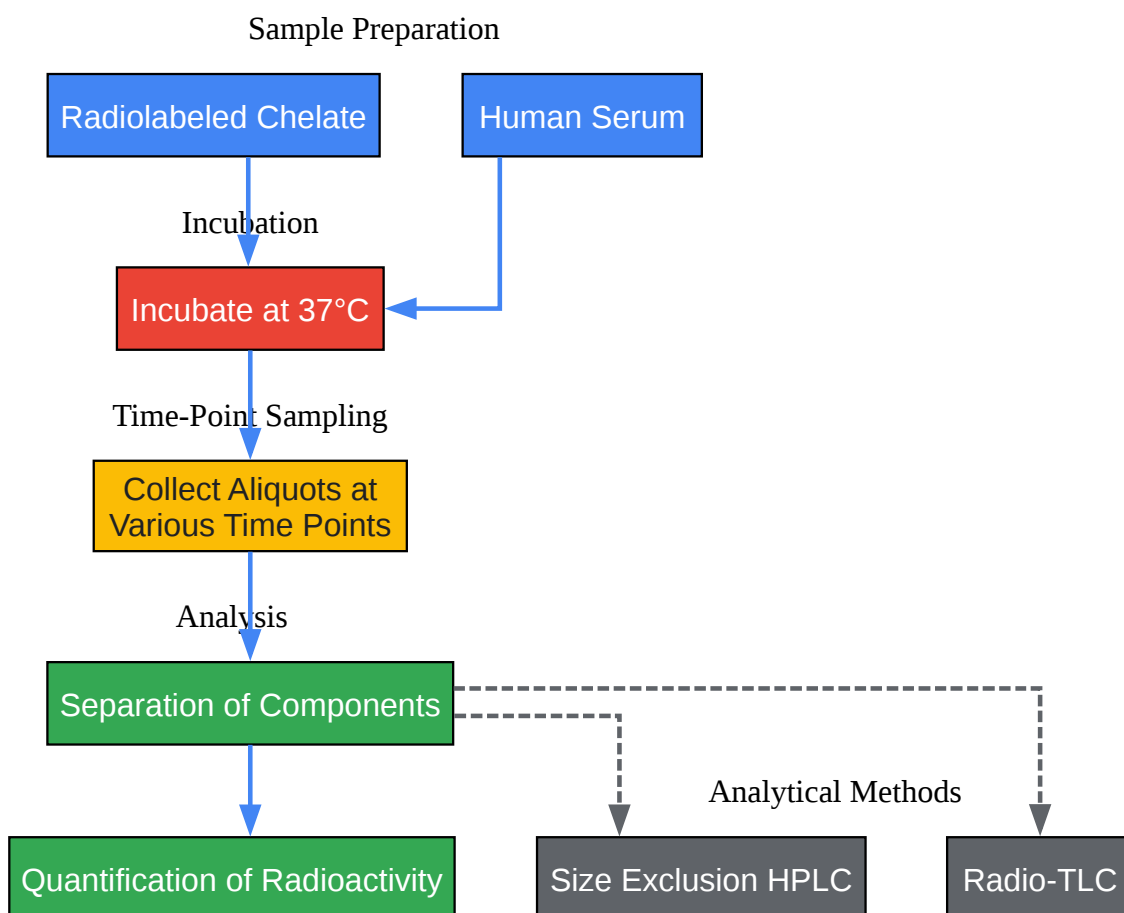 Sample Preparation
Radiolabeled Chelate
Human Serum
Incubation
Incubate at 37°C
Time-Point Sampling
Collect Aliquots at
Various Time Points
Analysis
Separation of Components
Analytical Methods
Quantification of Radioactivity
Size Exclusion HPLC
Radio-TLC